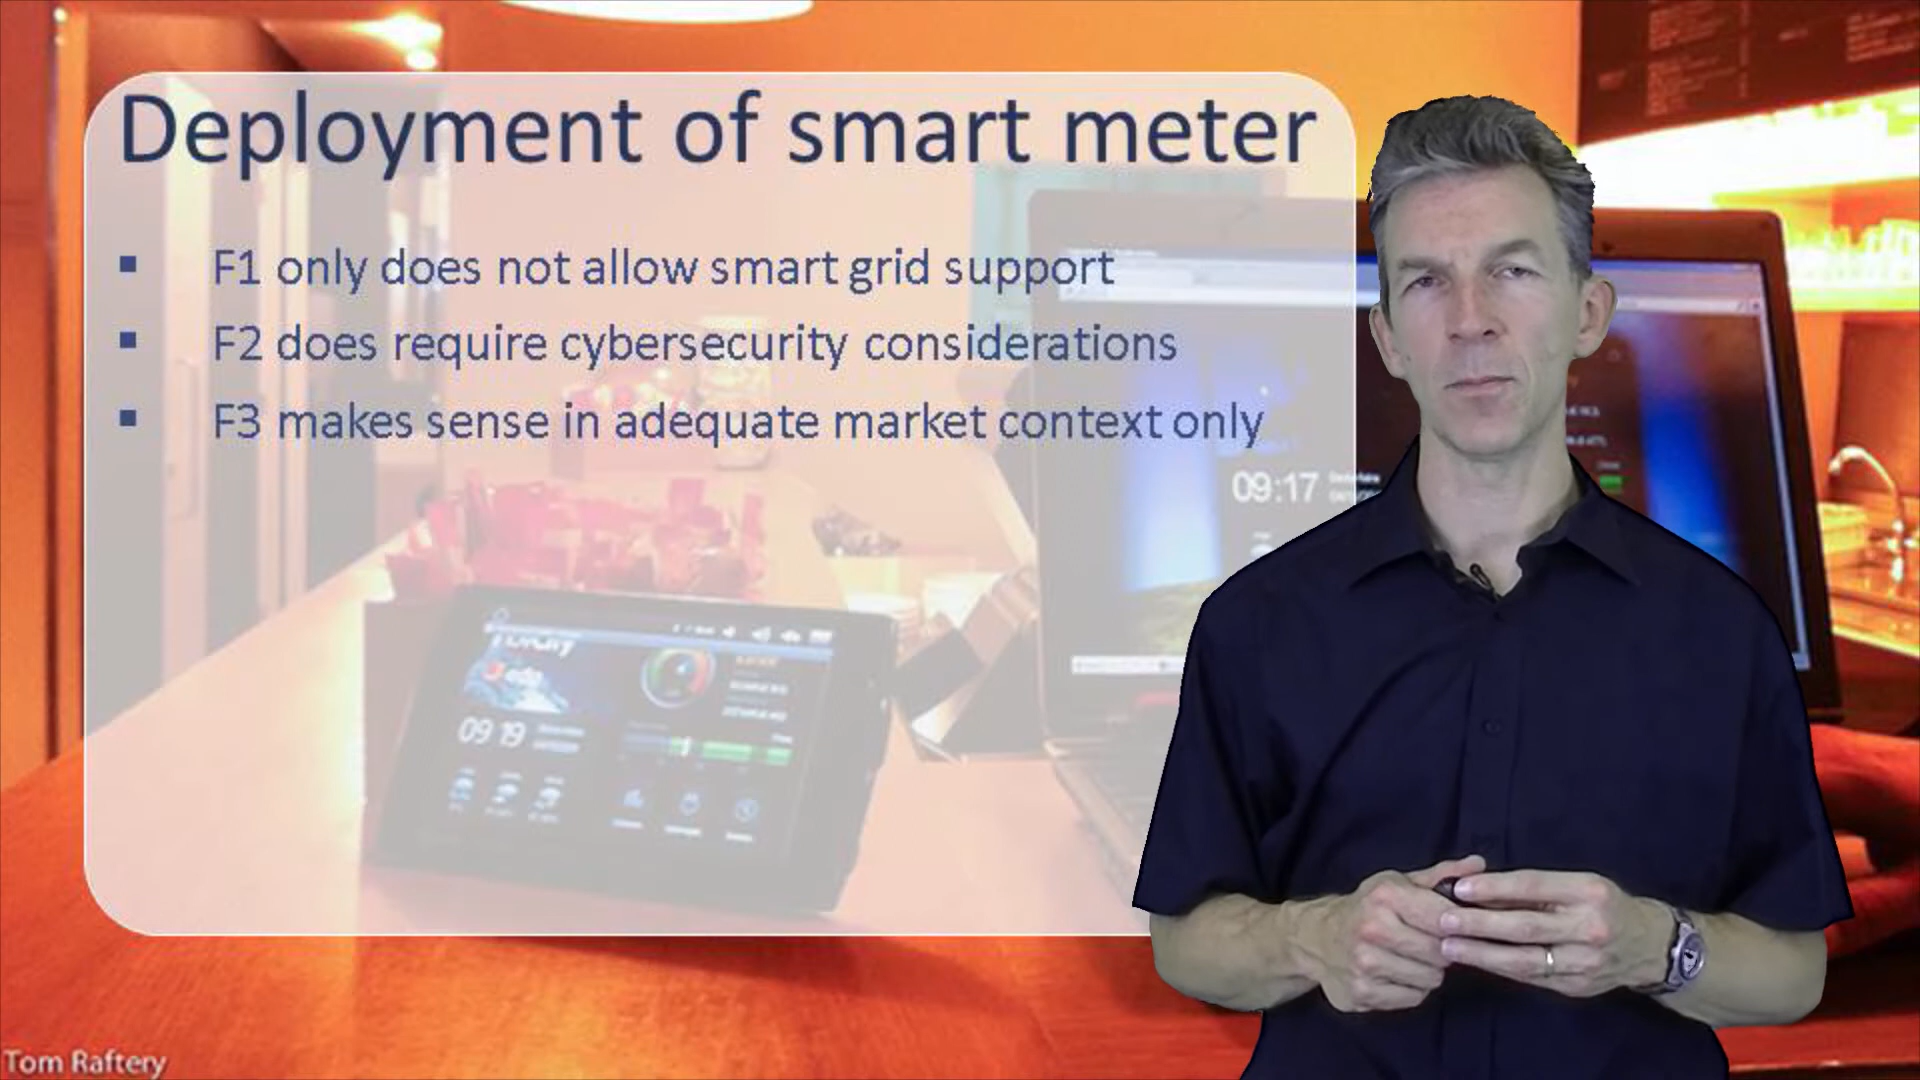 Deployment of smart meter
▪ F1 only does not allow smart grid support
▪ F2 does require cybersecurity considerations
▪ F3 makes sense in adequate market context only
09:17
09 19
Tom Raftery